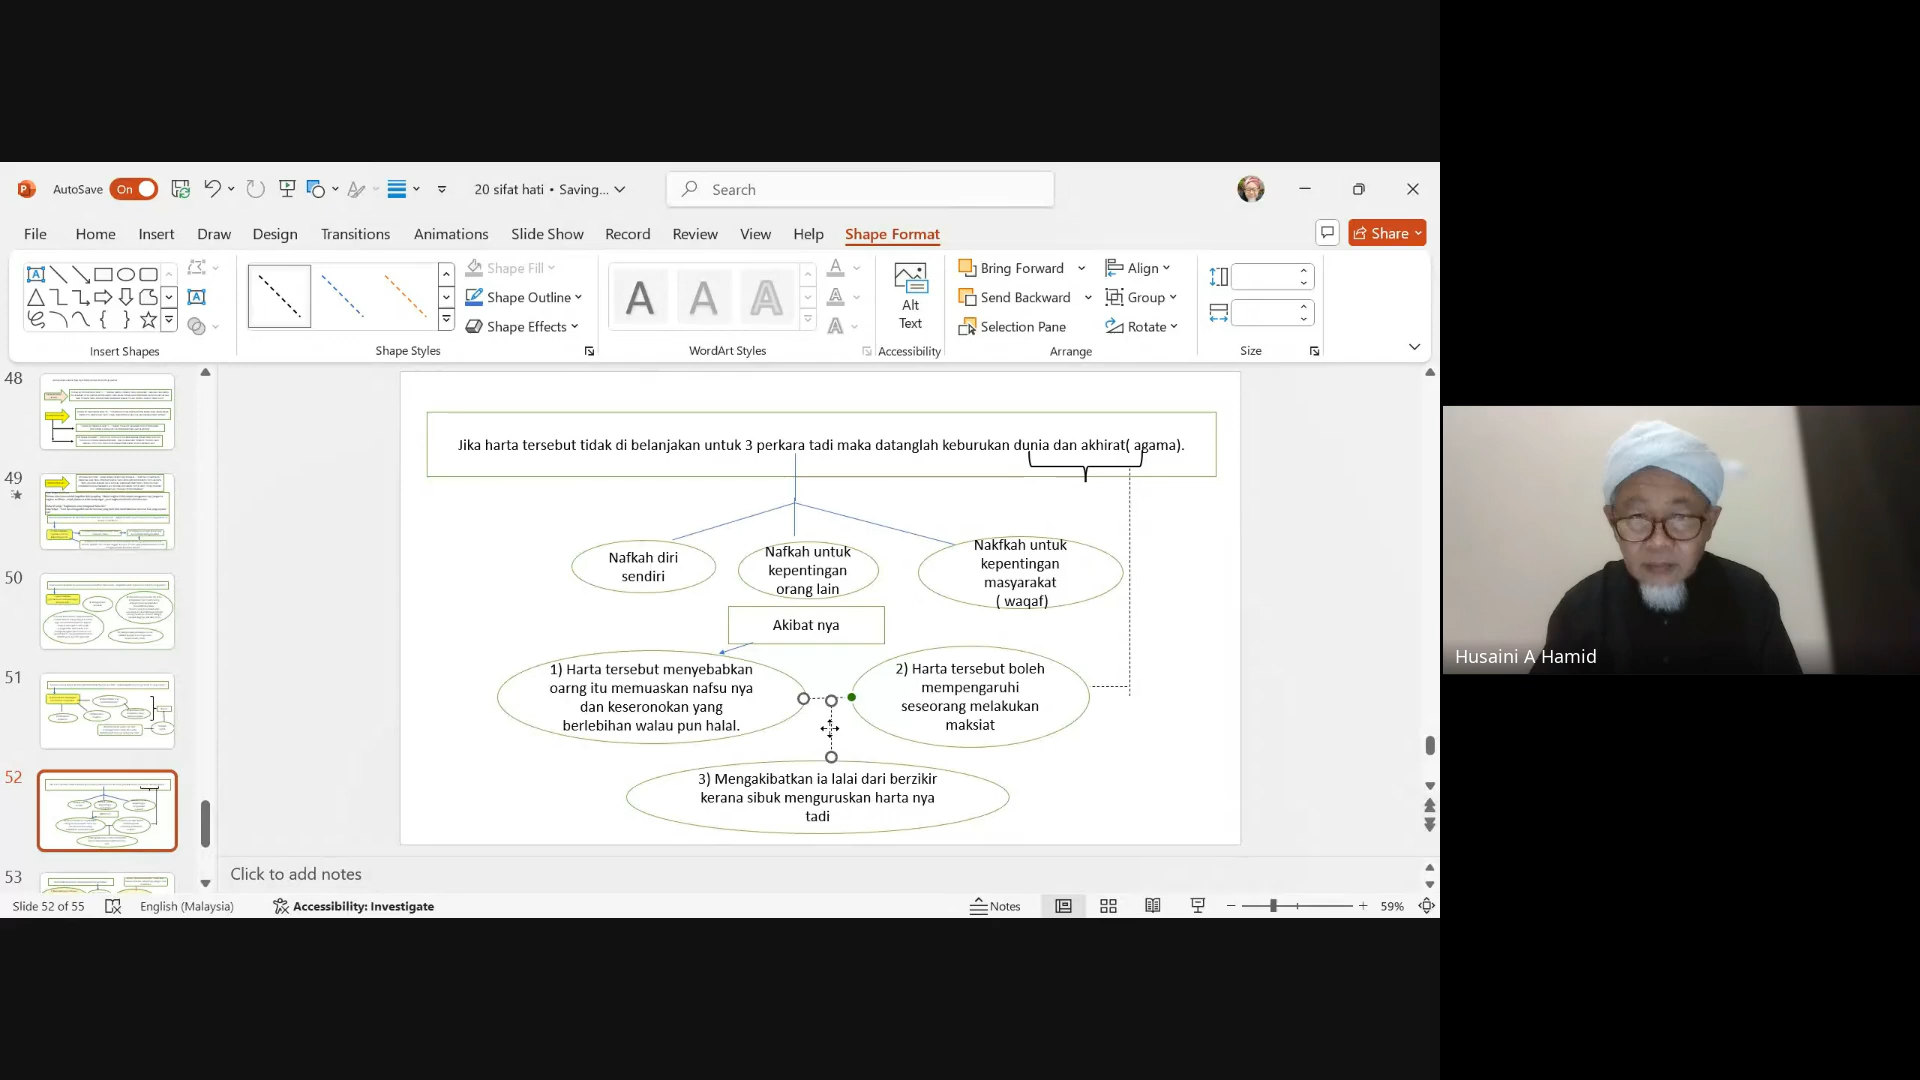 AutoSave On 20 sifat hati • Saving... Search
File Home Insert Draw Design Transitions Animations Slide Show Record Review View Help Shape Format Share
Shape Fill
Shape Outline
Shape Effects
Alt
Text
Bring Forward
Send Backward
Selection Pane
Align
Group
Rotate
Insert Shapes Shape Styles WordArt Styles Accessibility Arrange Size
48
49
50
51
52
53
Jika harta tersebut tidak di belanjakan untuk 3 perkara tadi maka datanglah keburukan dunia dan akhirat( agama).
Nafkah diri
sendiri
Nafkah untuk
kepentingan
orang lain
Nakfkah untuk
kepentingan
masyarakat
( waqaf)
Akibat nya
1) Harta tersebut menyebabkan
oarng itu memuaskan nafsu nya
dan keseronokan yang
berlebihan walau pun halal.
2) Harta tersebut boleh
mempengaruhi
seseorang melakukan
maksiat
3) Mengakibatkan ia lalai dari berzikir
kerana sibuk menguruskan harta nya
tadi
Click to add notes
Slide 52 of 55 English (Malaysia) Accessibility: Investigate Notes 59%
Husaini A Hamid